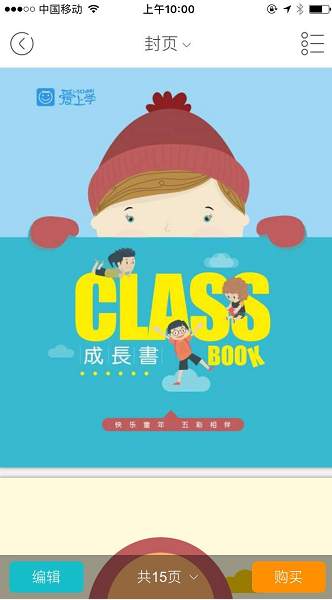 中国移动 上午10:00
封页
爱上学
CLASS
成長書 BOOK
快乐童年 五彩相伴
编辑 共15页 购买